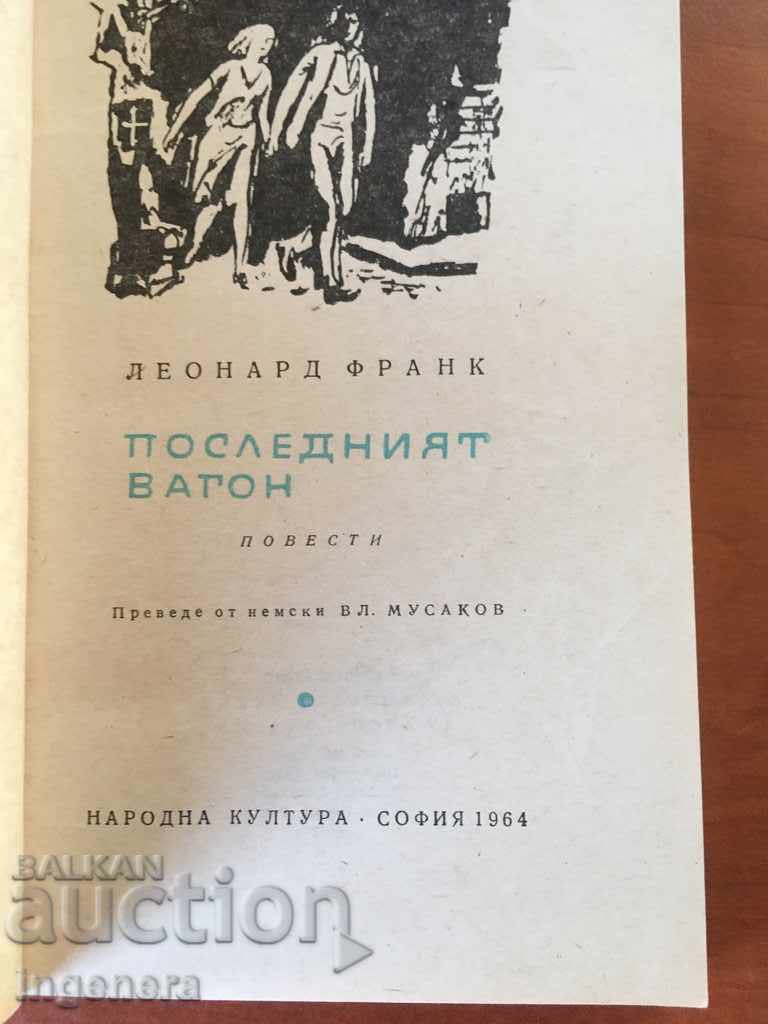 ЛЕОНАРД ФРАНК
ПОСЛЕДНИЯТ
ВАГОН
ПОВЕСТИ
Преведе от немски ВЛ. МУСАКОВ
НАРОДНА КУЛТУРА · СОФИЯ 1964
BALKAN
auction
Ingenera